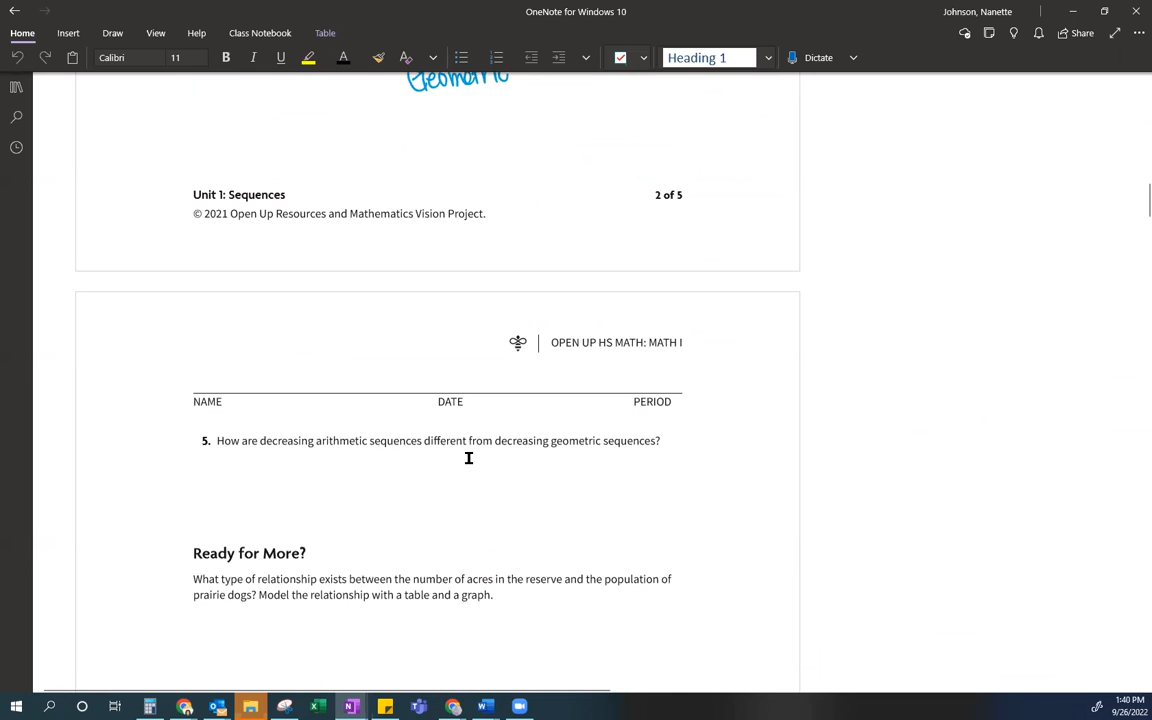 OneNote for Windows 10
Johnson, Nanette
Home Insert Draw View Help Class Notebook Table
Share
Calibri 11 B I U A A Heading 1 Dictate
Geometric
Unit 1: Sequences 2 of 5
© 2021 Open Up Resources and Mathematics Vision Project.
OPEN UP HS MATH: MATH I
NAME DATE PERIOD
5. How are decreasing arithmetic sequences different from decreasing geometric sequences?
Ready for More?
What type of relationship exists between the number of acres in the reserve and the population of
prairie dogs? Model the relationship with a table and a graph.
1:40 PM
9/26/2022